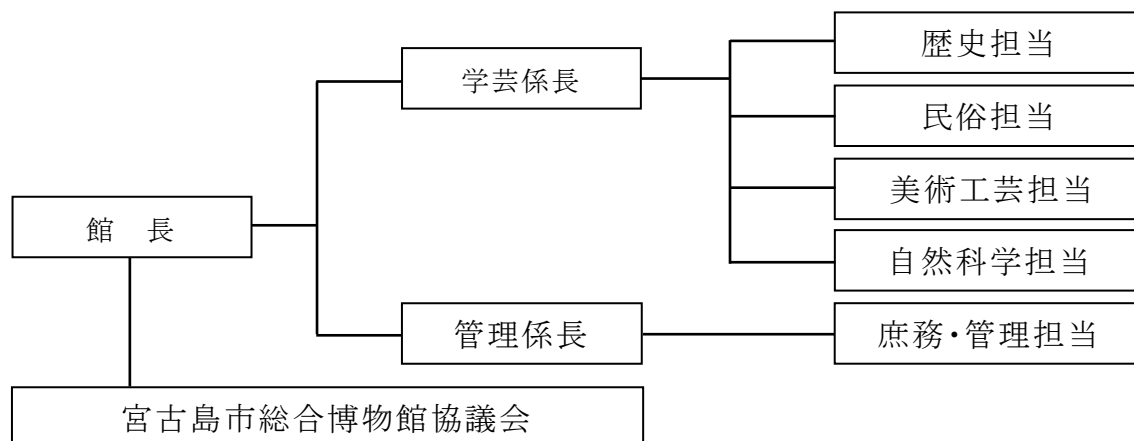 歴史担当
学芸係長
民俗担当
美術工芸担当
館　長
自然科学担当
管理係長
庶務・管理担当
宮古島市総合博物館協議会